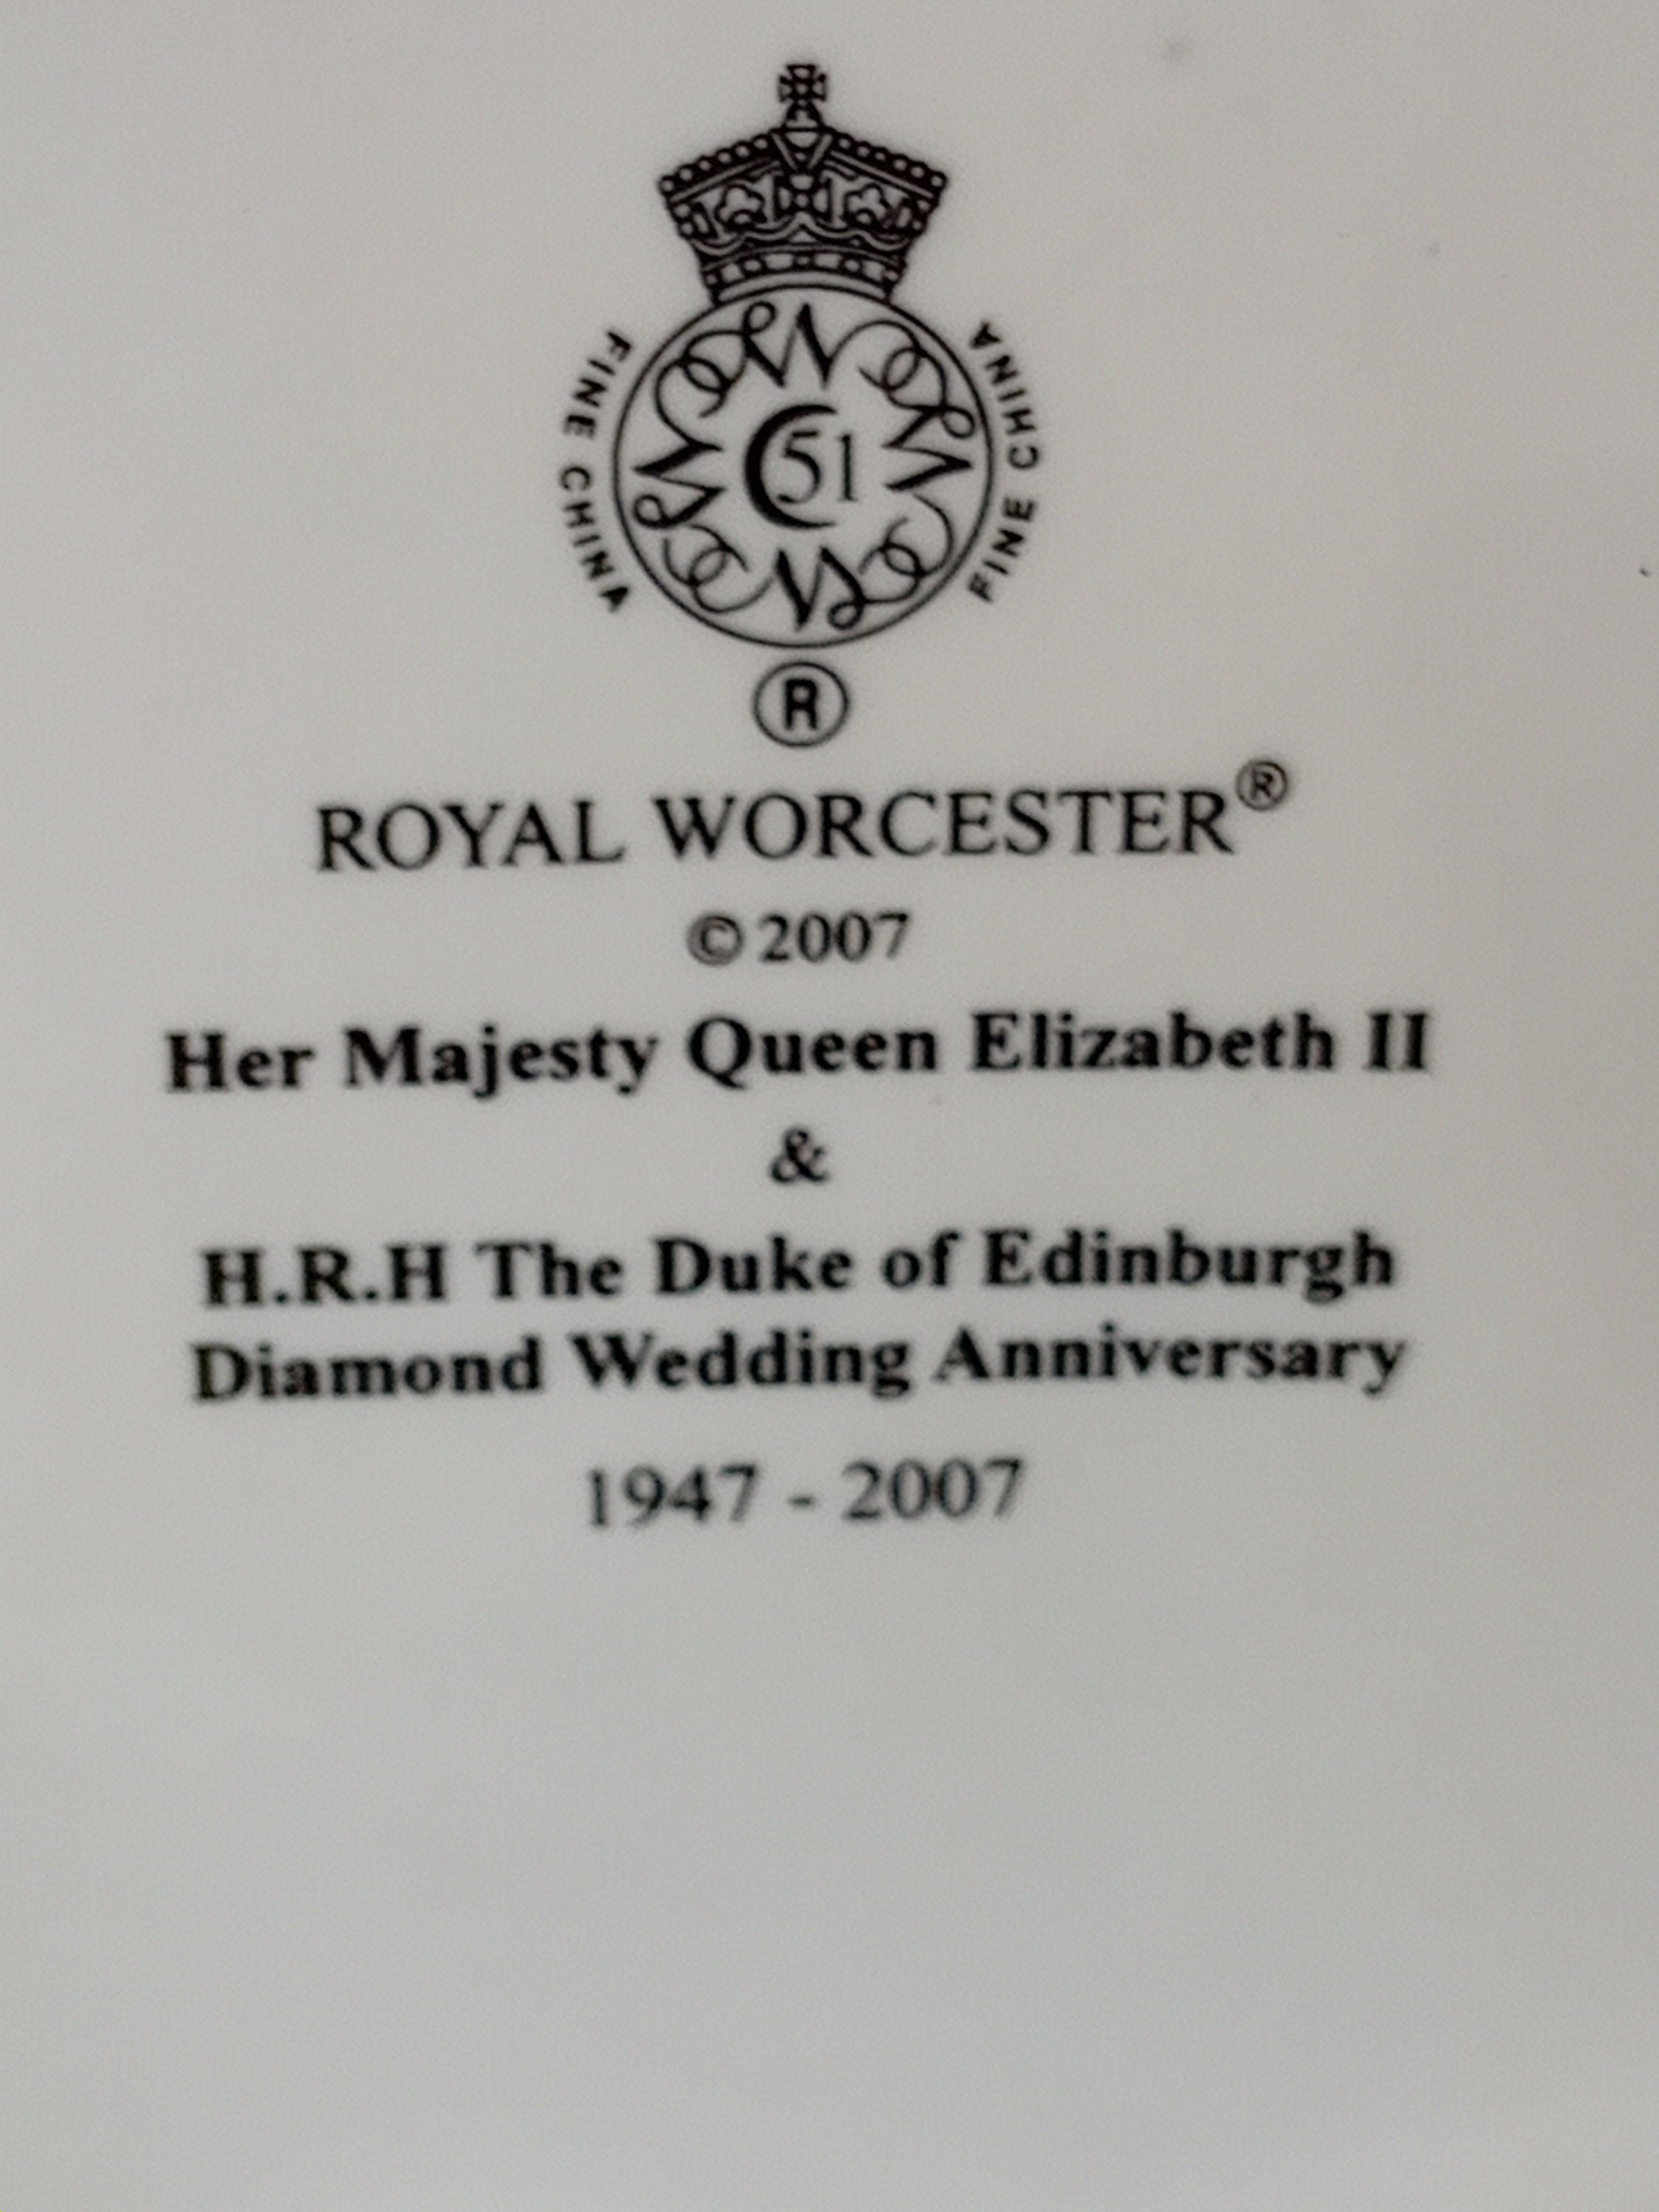 FINE CHINA
FINE CHINA
51
®
ROYAL WORCESTER®
©2007
Her Majesty Queen Elizabeth II
&
H.R.H The Duke of Edinburgh
Diamond Wedding Anniversary
1947 - 2007